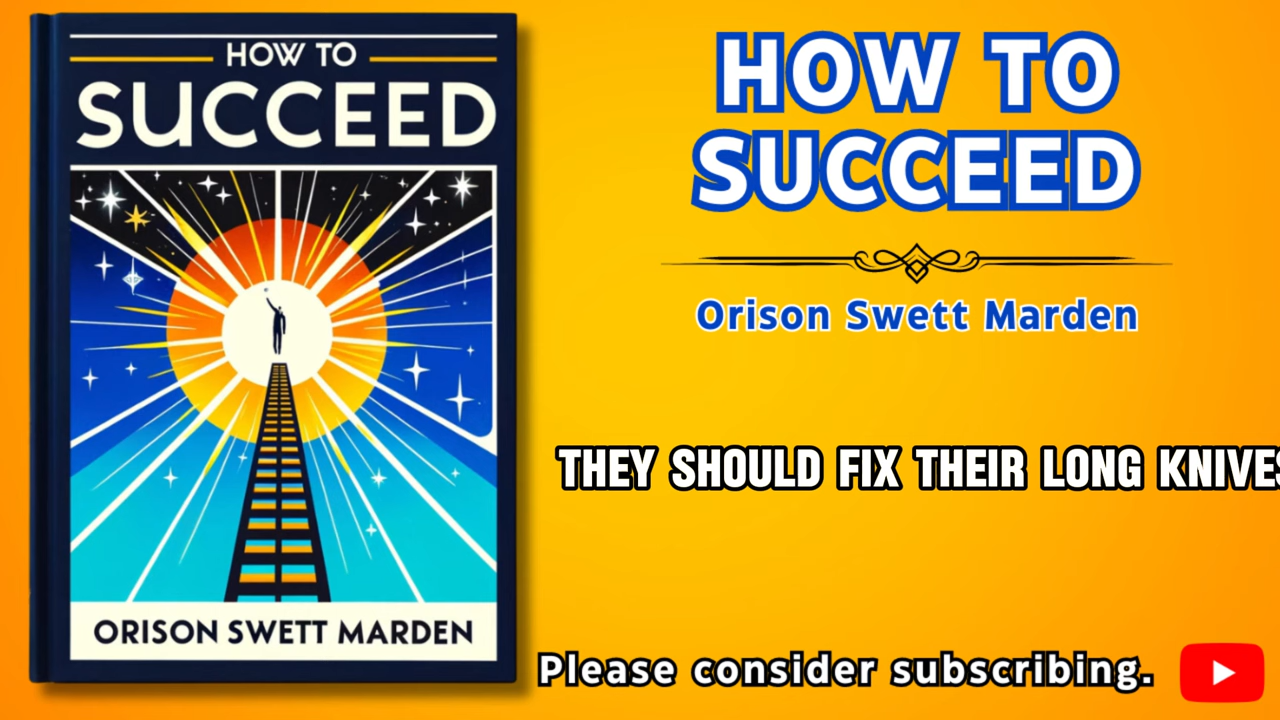 HOW TO
SUCCEED
ORISON SWETT MARDEN
HOW TO
SUCCEED
Orison Swett Marden
THEY SHOULD FIX THEIR LONG KNIVES
Please consider subscribing.